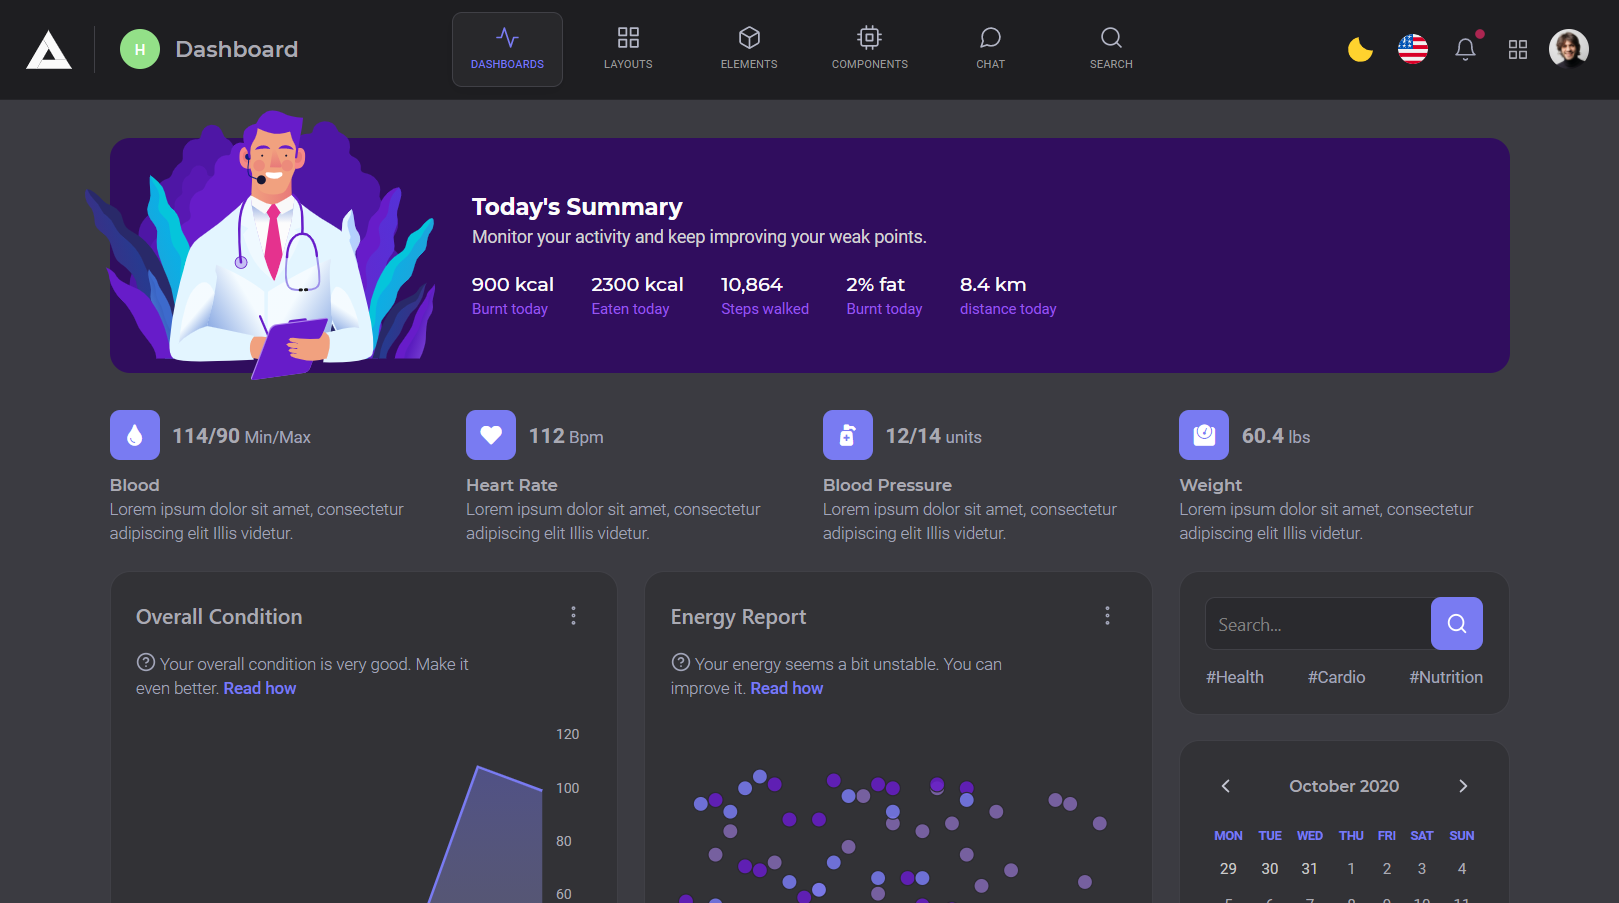 H
Dashboard
DASHBOARDS
LAYOUTS
ELEMENTS
COMPONENTS
CHAT
SEARCH
Today's Summary
Monitor your activity and keep improving your weak points.
900 kcal
Burnt today
2300 kcal
Eaten today
10,864
Steps walked
2% fat
Burnt today
8.4 km
distance today
114/90 Min/Max
Blood
Lorem ipsum dolor sit amet, consectetur
adipiscing elit Illis videtur.
112 Bpm
Heart Rate
Lorem ipsum dolor sit amet, consectetur
adipiscing elit Illis videtur.
12/14 units
Blood Pressure
Lorem ipsum dolor sit amet, consectetur
adipiscing elit Illis videtur.
60.4 lbs
Weight
Lorem ipsum dolor sit amet, consectetur
adipiscing elit Illis videtur.
Overall Condition
Your overall condition is very good. Make it
even better. Read how
120
100
80
60
Energy Report
Your energy seems a bit unstable. You can
improve it. Read how
Search...
#Health #Cardio #Nutrition
October 2020
MON TUE WED THU FRI SAT SUN
29 30 31 1 2 3 4